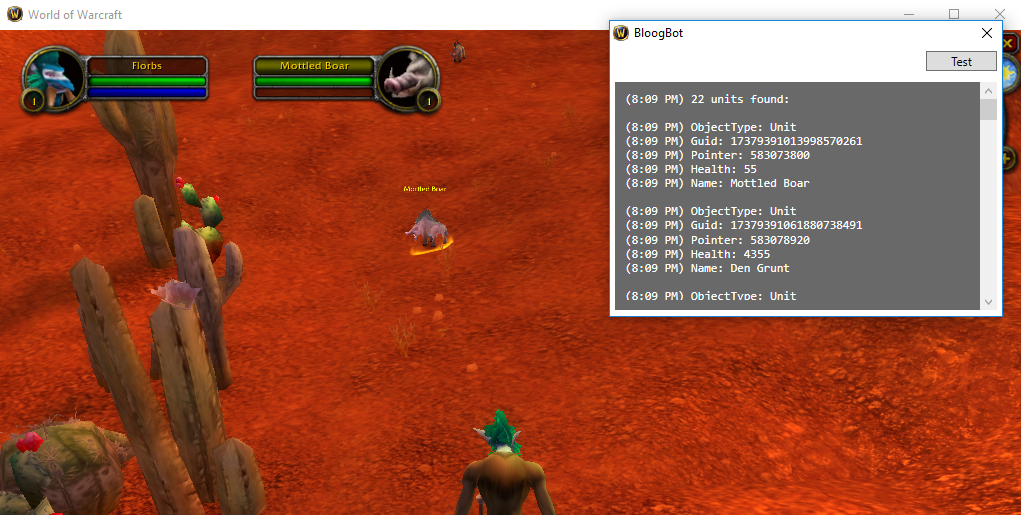 World of Warcraft
BloogBot
Test
Florbs
1
Mottled Boar
1
Mottled Boar
(8:09 PM) 22 units found:
(8:09 PM) ObjectType: Unit
(8:09 PM) Guid: 17379391013998570261
(8:09 PM) Pointer: 583073800
(8:09 PM) Health: 55
(8:09 PM) Name: Mottled Boar
(8:09 PM) ObjectType: Unit
(8:09 PM) Guid: 17379391061880738491
(8:09 PM) Pointer: 583078920
(8:09 PM) Health: 4355
(8:09 PM) Name: Den Grunt
(8:09 PM) ObjectType: Unit